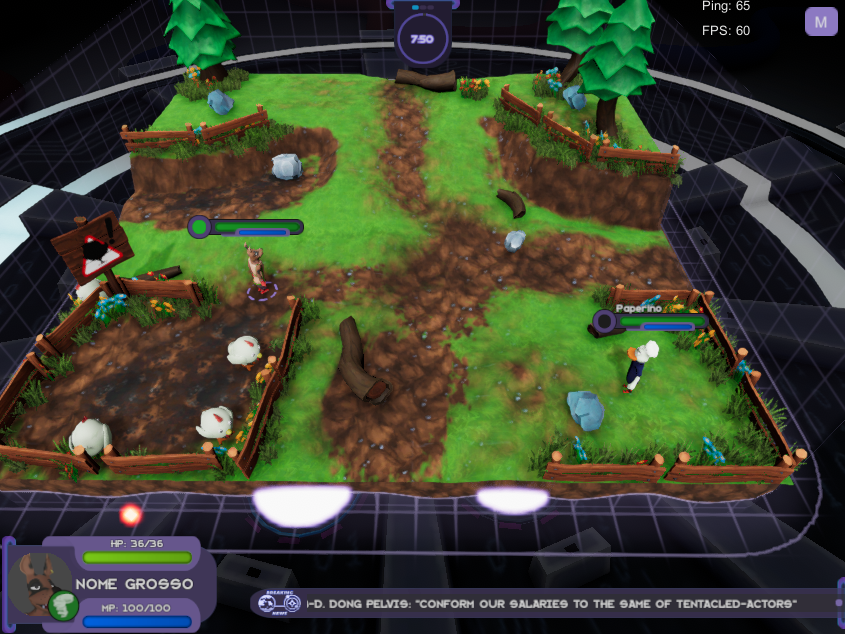 Ping: 65
FPS: 60
M
7:50
Paperino
HP: 36/36
NOME GROSSO
MP: 100/100
BREAKING
NEWS
-D. DONG PELVIS: "CONFORM OUR SALARIES TO THE SAME OF TENTACLED-ACTORS"